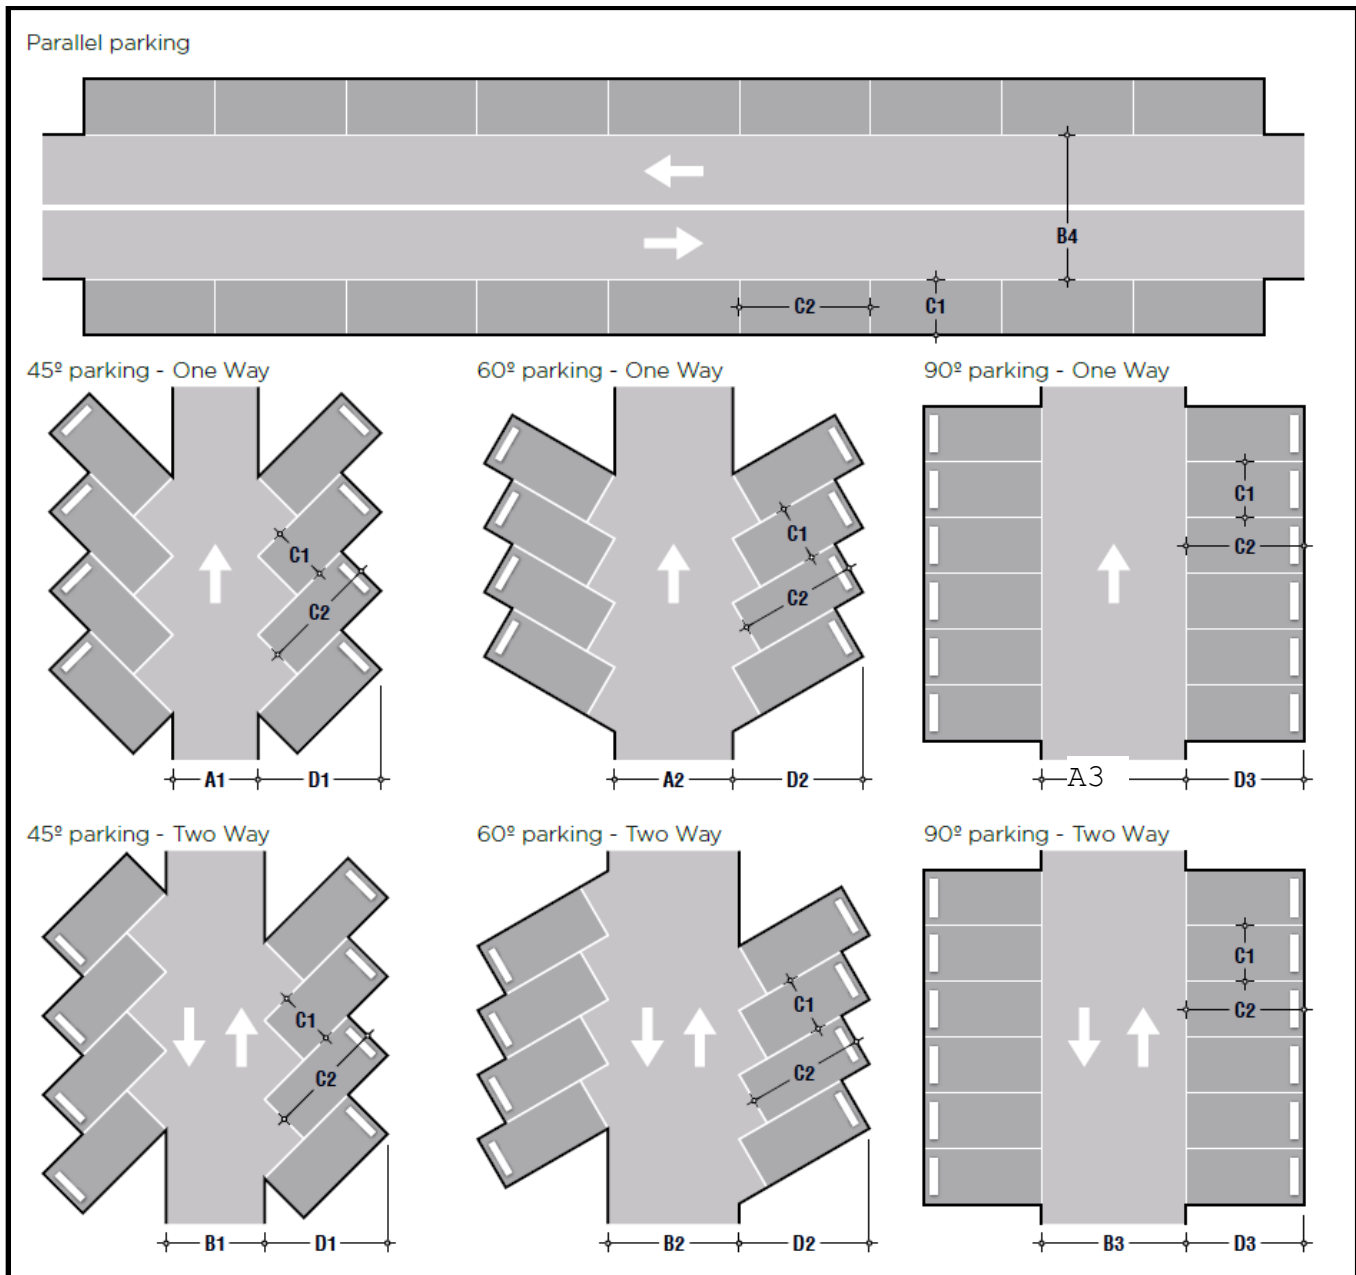 Parallel parking
B4
C2 C1
45º parking - One Way 60º parking - One Way 90º parking - One Way
C1 C1 C1
C2 C2 C2
A1 D1 A2 D2 A3 D3
45º parking - Two Way 60º parking - Two Way 90º parking - Two Way
C1 C1 C1
C2 C2 C2
B1 D1 B2 D2 B3 D3